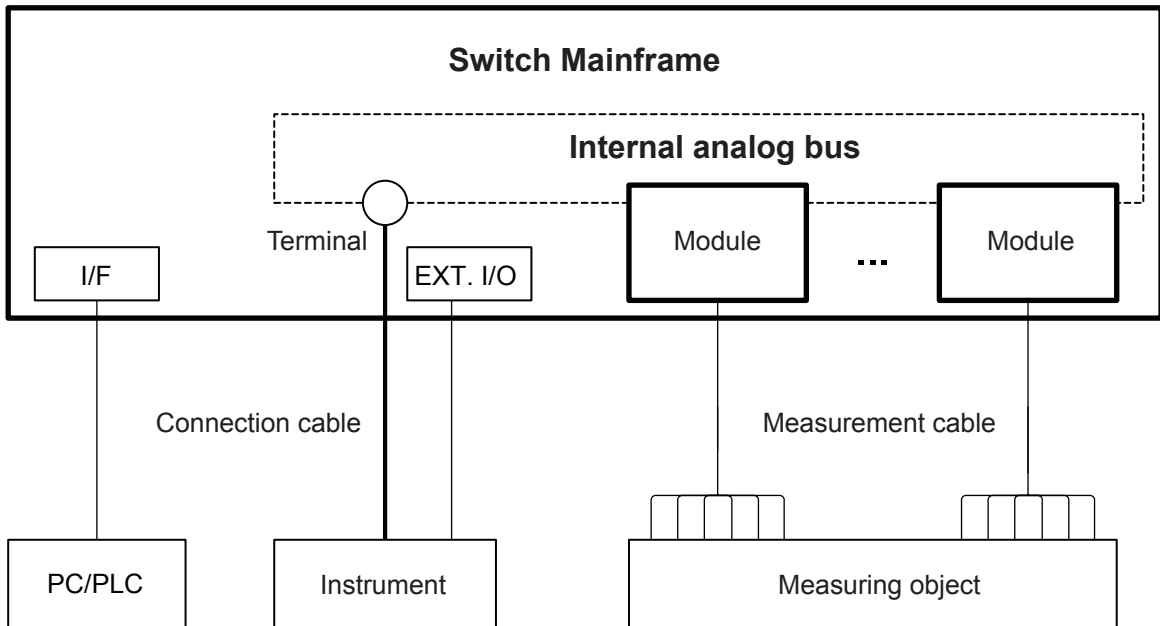 Switch Mainframe
Internal analog bus
Terminal
Module
...
Module
I/F
EXT. I/O
Connection cable
Measurement cable
PC/PLC
Instrument
Measuring object